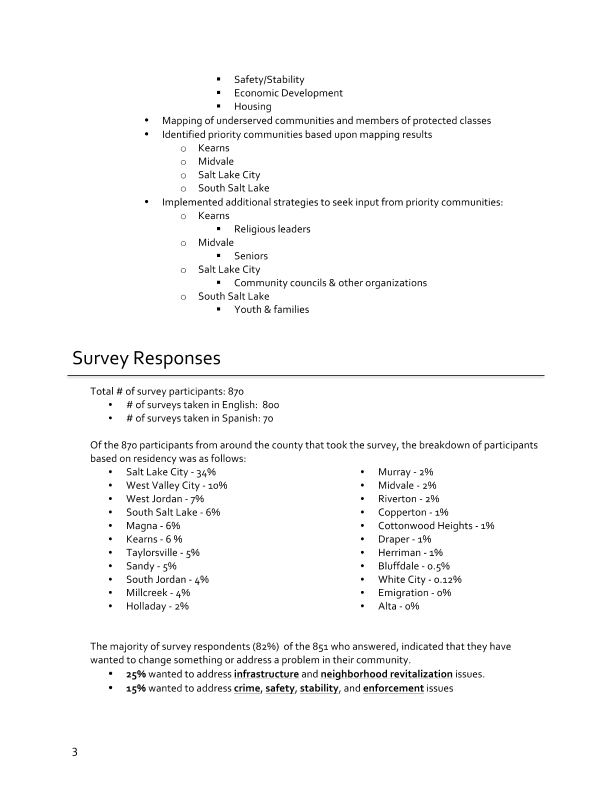 ▪ Safety/Stability
▪ Economic Development
▪ Housing
• Mapping of underserved communities and members of protected classes
• Identified priority communities based upon mapping results
o Kearns
o Midvale
o Salt Lake City
o South Salt Lake
• Implemented additional strategies to seek input from priority communities:
o Kearns
▪ Religious leaders
o Midvale
▪ Seniors
o Salt Lake City
▪ Community councils & other organizations
o South Salt Lake
▪ Youth & families
Survey Responses
Total # of survey participants: 870
• # of surveys taken in English: 800
• # of surveys taken in Spanish: 70
Of the 870 participants from around the county that took the survey, the breakdown of participants
based on residency was as follows:
• Salt Lake City - 34%
• West Valley City - 10%
• West Jordan - 7%
• South Salt Lake - 6%
• Magna - 6%
• Kearns - 6 %
• Taylorsville - 5%
• Sandy - 5%
• South Jordan - 4%
• Millcreek - 4%
• Holladay - 2%
• Murray - 2%
• Midvale - 2%
• Riverton - 2%
• Copperton - 1%
• Cottonwood Heights - 1%
• Draper - 1%
• Herriman - 1%
• Bluffdale - 0.5%
• White City - 0.12%
• Emigration - 0%
• Alta - 0%
The majority of survey respondents (82%) of the 851 who answered, indicated that they have
wanted to change something or address a problem in their community.
▪ 25% wanted to address infrastructure and neighborhood revitalization issues.
▪ 15% wanted to address crime, safety, stability, and enforcement issues
3